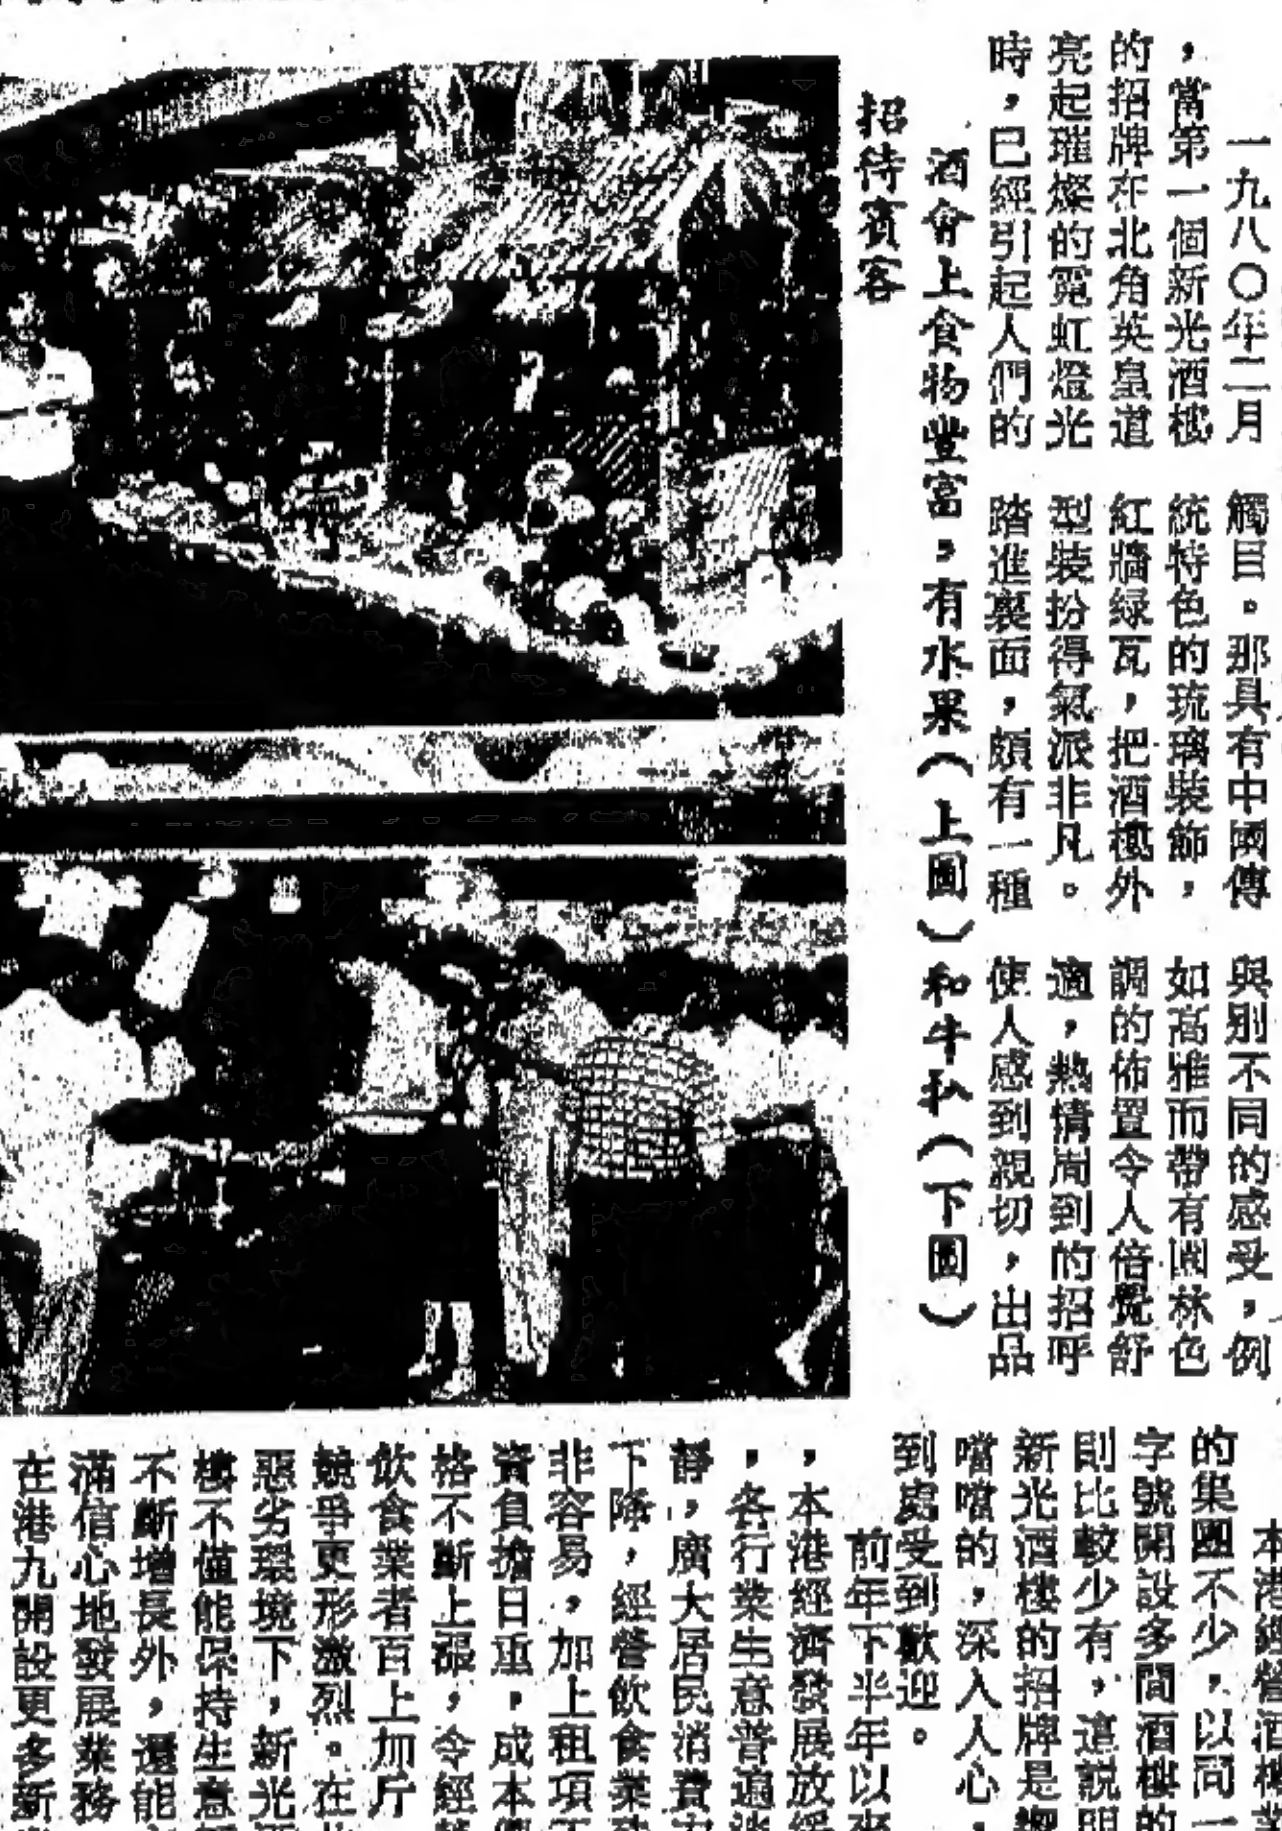 一九八〇年二月
，當第一個新光酒樓
的招牌在北角英皇道
亮起璀燦的霓虹燈光
時，已經引起人們的
觸目。那具有中國傳
統特色的琉璃裝飾，
紅牆绿瓦，把酒樓外
型裝扮得氣派非凡。
踏進裏面，頗有一種
與別不同的感受，例
如高雅而帶有園林色
調的佈置令人倍覺舒
適，熱情周到的招呼
使人感到親切，出品
酒會上食物豐富，有水果（上圖）和牛扒（下圖）
招待賓客
本港經營酒樓業
的集團不少，以同一
字號開設多間酒樓的
則比較少有，這說明
新光酒樓的招牌是
噹噹的，深入人心，
到處受到歡迎。
前年下半年以來
，本港經濟發展放緩
，各行業生意普遍淡
靜，廣大居民消費力
下降，經營飲食業
非容易，加上租項
資負擔日重，成本
格不斷上漲，令經
飲食業者百上加斤
競爭更形激烈。在
惡劣環境下，新光
樓不僅能保持生意
不斷增長外，還能
滿信心地發展業務
在港九開設更多新